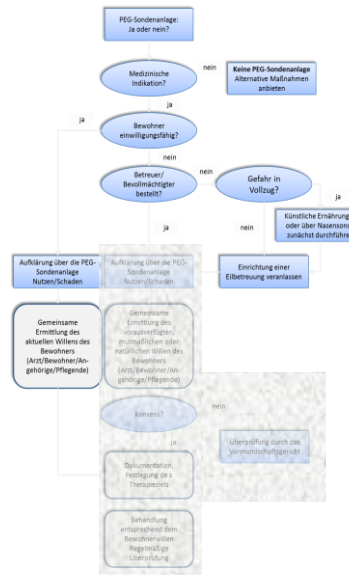 PEG-Sondenanlage:
Ja oder nein?
nein
Medizinische
Indikation?
Keine PEG-Sondenanlage
Alternative Maßnahmen
anbieten
ja
ja
Bewohner
einwilligungsfähig?
nein
Betreuer/
Bevollmächtigter
bestellt?
nein
Gefahr in
Vollzug?
ja
nein
ja
Künstliche Ernährung
oder über Nasenson
zunächst durchführe
Aufklärung über die PEG-
Sondenanlage
Nutzen/Schaden
Aufklärung über die PEG-
Sondenanlage
Nutzen/Schaden
Einrichtung einer
Eilbetreuung veranlassen
Gemeinsame
Ermittlung des
aktuellen Willens des
Bewohners
(Arzt/Bewohner/An-
gehörige/Pflegende)
Gemeinsame
Ermittlung des
vorausverfügten,
mutmaßlichen oder
natürlichen Willen des
Bewohners
(Arzt/Bewohner/An-
gehörige/Pflegende)
Konsens?
nein
ja
Überprüfung durch das
Vormundschaftsgericht
Dokumentation,
Festlegung des
Therapieziels
Behandlung
entsprechend dem
Bewohnerwillen
Regelmäßige
Überprüfung